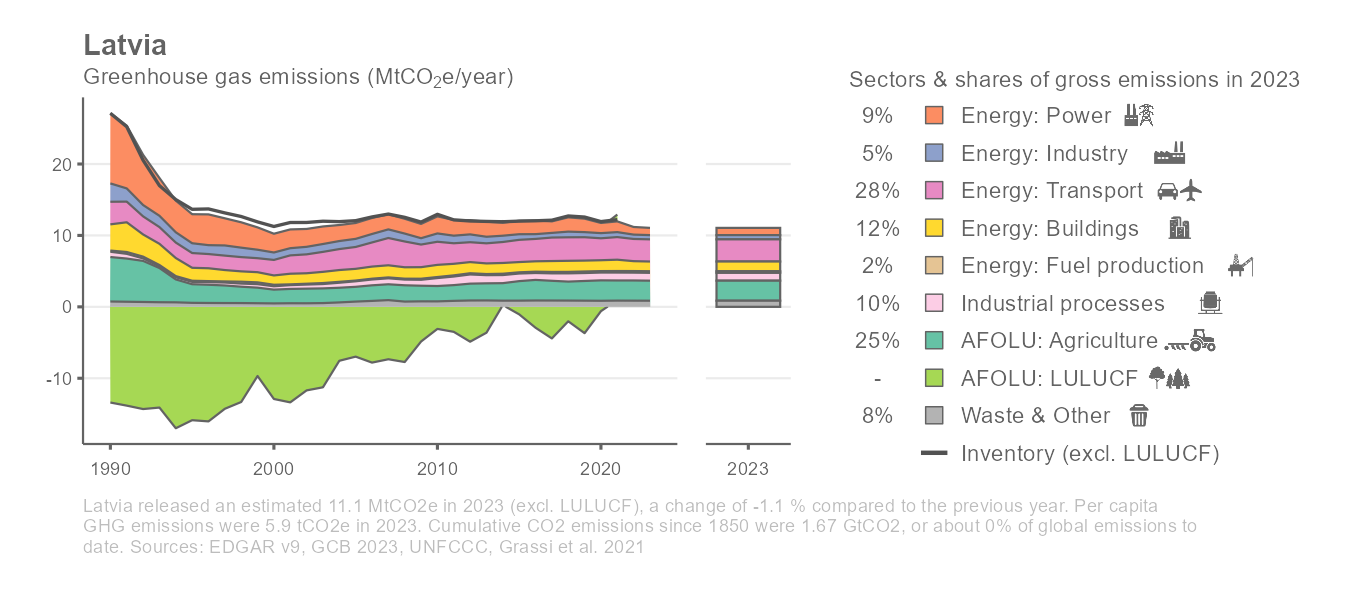 Latvia
Greenhouse gas emissions (MtCO₂e/year)
20
10
0
-10
1990
2000
2010
2020
2023
Sectors & shares of gross emissions in 2023
9% Energy: Power
5% Energy: Industry
28% Energy: Transport
12% Energy: Buildings
2% Energy: Fuel production
10% Industrial processes
25% AFOLU: Agriculture
- AFOLU: LULUCF
8% Waste & Other
Inventory (excl. LULUCF)
Latvia released an estimated 11.1 MtCO2e in 2023 (excl. LULUCF), a change of -1.1 % compared to the previous year. Per capita
GHG emissions were 5.9 tCO2e in 2023. Cumulative CO2 emissions since 1850 were 1.67 GtCO2, or about 0% of global emissions to
date. Sources: EDGAR v9, GCB 2023, UNFCCC, Grassi et al. 2021